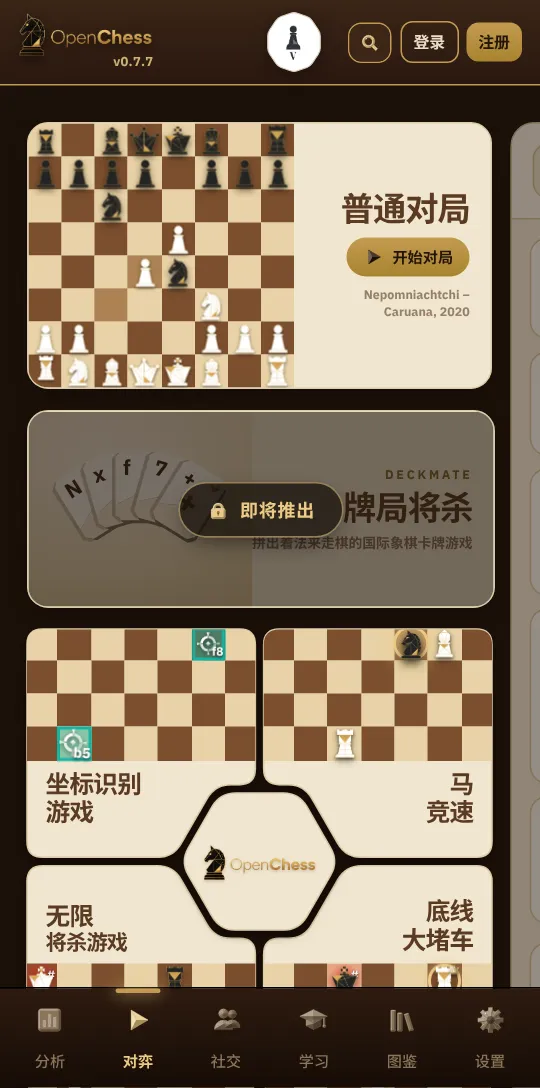 OpenChess
v0.7.7
V
登录
注册
普通对局
开始对局
Nepomniachtchi –
Caruana, 2020
N x f 7 +
DECKMATE
即将推出
牌局将杀
拼出着法来走棋的国际象棋卡牌游戏
f8
b5
坐标识别
游戏
马
竞速
OpenChess
无限
将杀游戏
底线
大堵车
#
#
分析
对弈
社交
学习
图鉴
设置